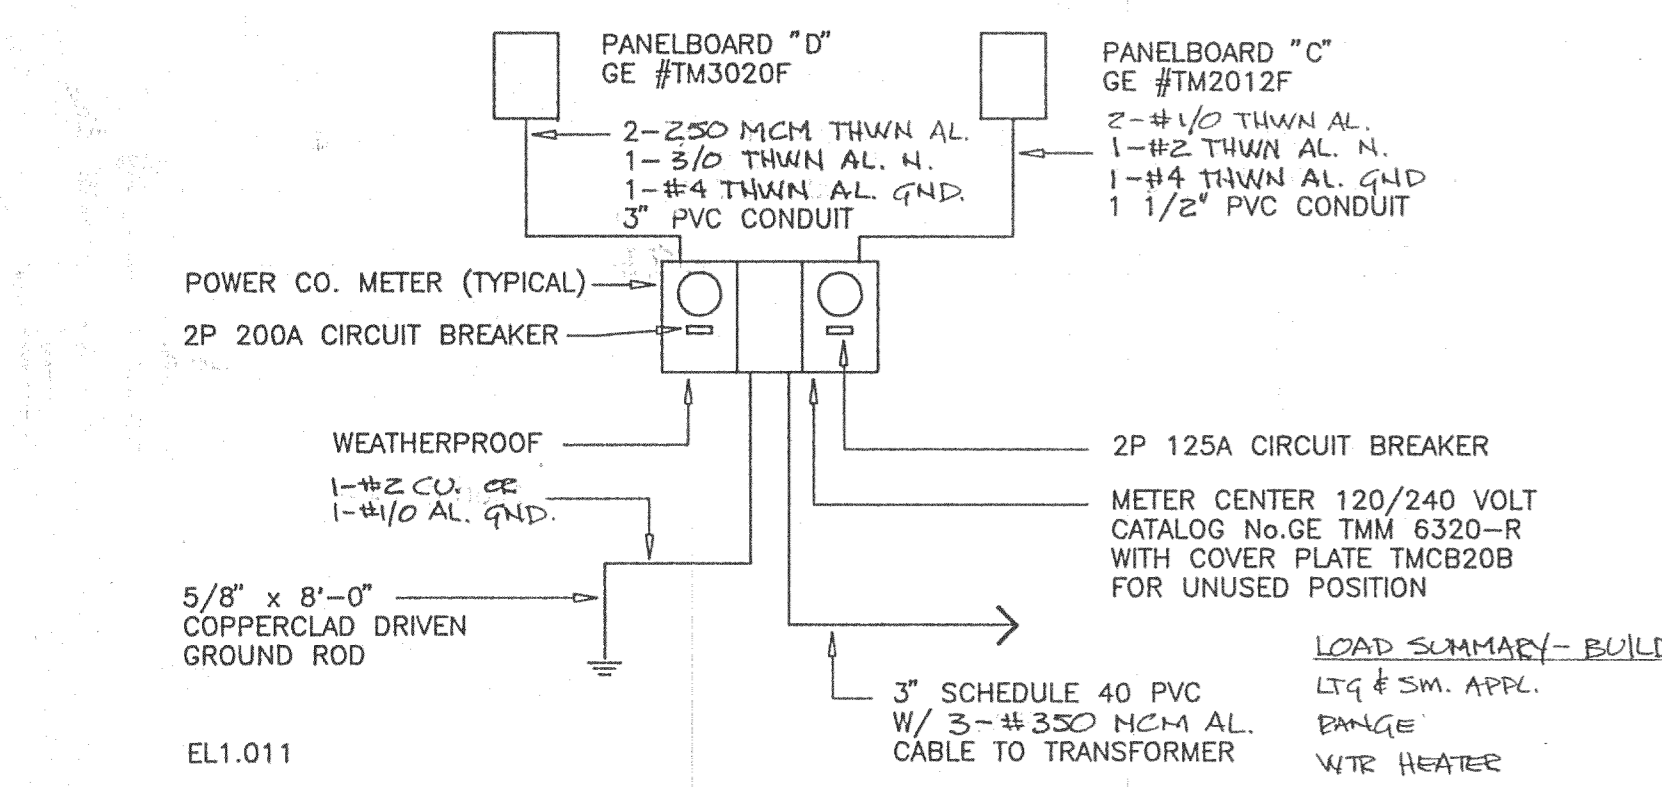 PANELBOARD "D"
GE #TM3020F
2-250 MCM THWN AL.
1-3/0 THWN AL. N.
1-#4 THWN AL. GND.
3" PVC CONDUIT
PANELBOARD "C"
GE #TM2012F
2-#1/0 THWN AL.
1-#2 THWN AL. N.
1-#4 THWN AL. GND
1 1/2" PVC CONDUIT
POWER CO. METER (TYPICAL)
2P 200A CIRCUIT BREAKER
WEATHERPROOF
1-#2 CU. OR
1-#1/0 AL. GND.
5/8" x 8'-0"
COPPERCLAD DRIVEN
GROUND ROD
2P 125A CIRCUIT BREAKER
METER CENTER 120/240 VOLT
CATALOG No.GE TMM 6320-R
WITH COVER PLATE TMCB20B
FOR UNUSED POSITION
3" SCHEDULE 40 PVC
W/ 3-#350 MCM AL.
CABLE TO TRANSFORMER
LOAD SUMMARY- BUILD
LTG & SM. APPL.
RANGE
WTR HEATER
EL1.011